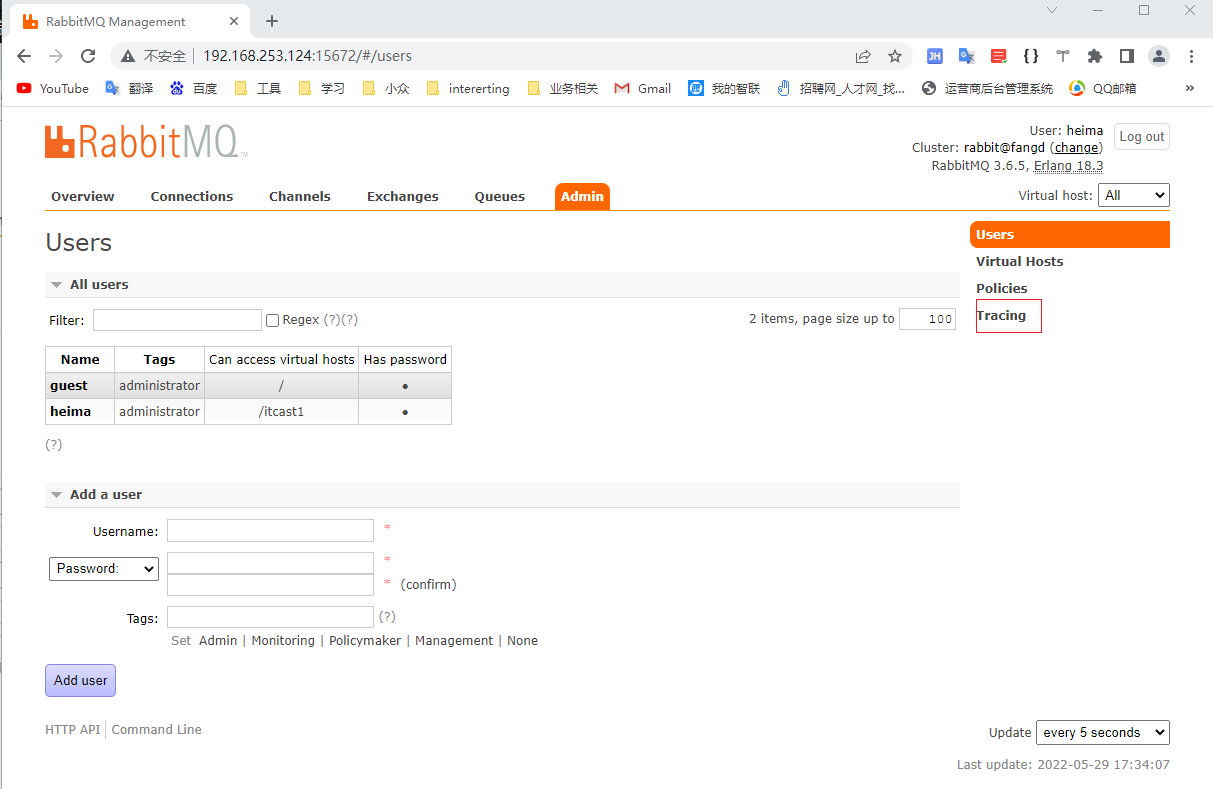 RabbitMQ Management
不安全 192.168.253.124:15672/#/users
YouTube 翻译 百度 工具 学习 小众 intererting 业务相关 Gmail 我的智联 招聘网_人才网_找... 运营商后台管理系统 QQ邮箱 »
RabbitMQ™
User: heima
Log out
Cluster: rabbit@fangd (change)
RabbitMQ 3.6.5, Erlang 18.3
Overview Connections Channels Exchanges Queues Admin
Virtual host: All
Users
Users
Virtual Hosts
Policies
Tracing
All users
Filter: Regex (?)(?) 2 items, page size up to 100
Name Tags Can access virtual hosts Has password
guest administrator / ●
heima administrator /itcast1 ●
(?)
Add a user
Username: *
Password: *
* (confirm)
Tags: (?)
Set Admin | Monitoring | Policymaker | Management | None
Add user
HTTP API Command Line
Update every 5 seconds
Last update: 2022-05-29 17:34:07